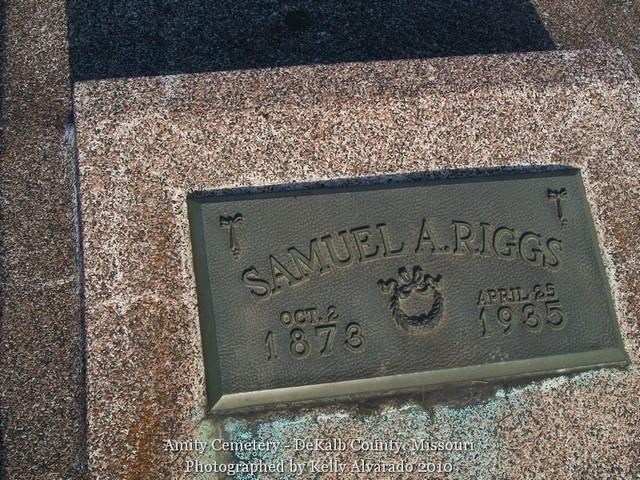 SAMUEL A. RIGGS
OCT. 2 APRIL 25
1873 1935
Amity Cemetery - DeKalb County, Missouri
Photographed by Kelly Alvarado 2010